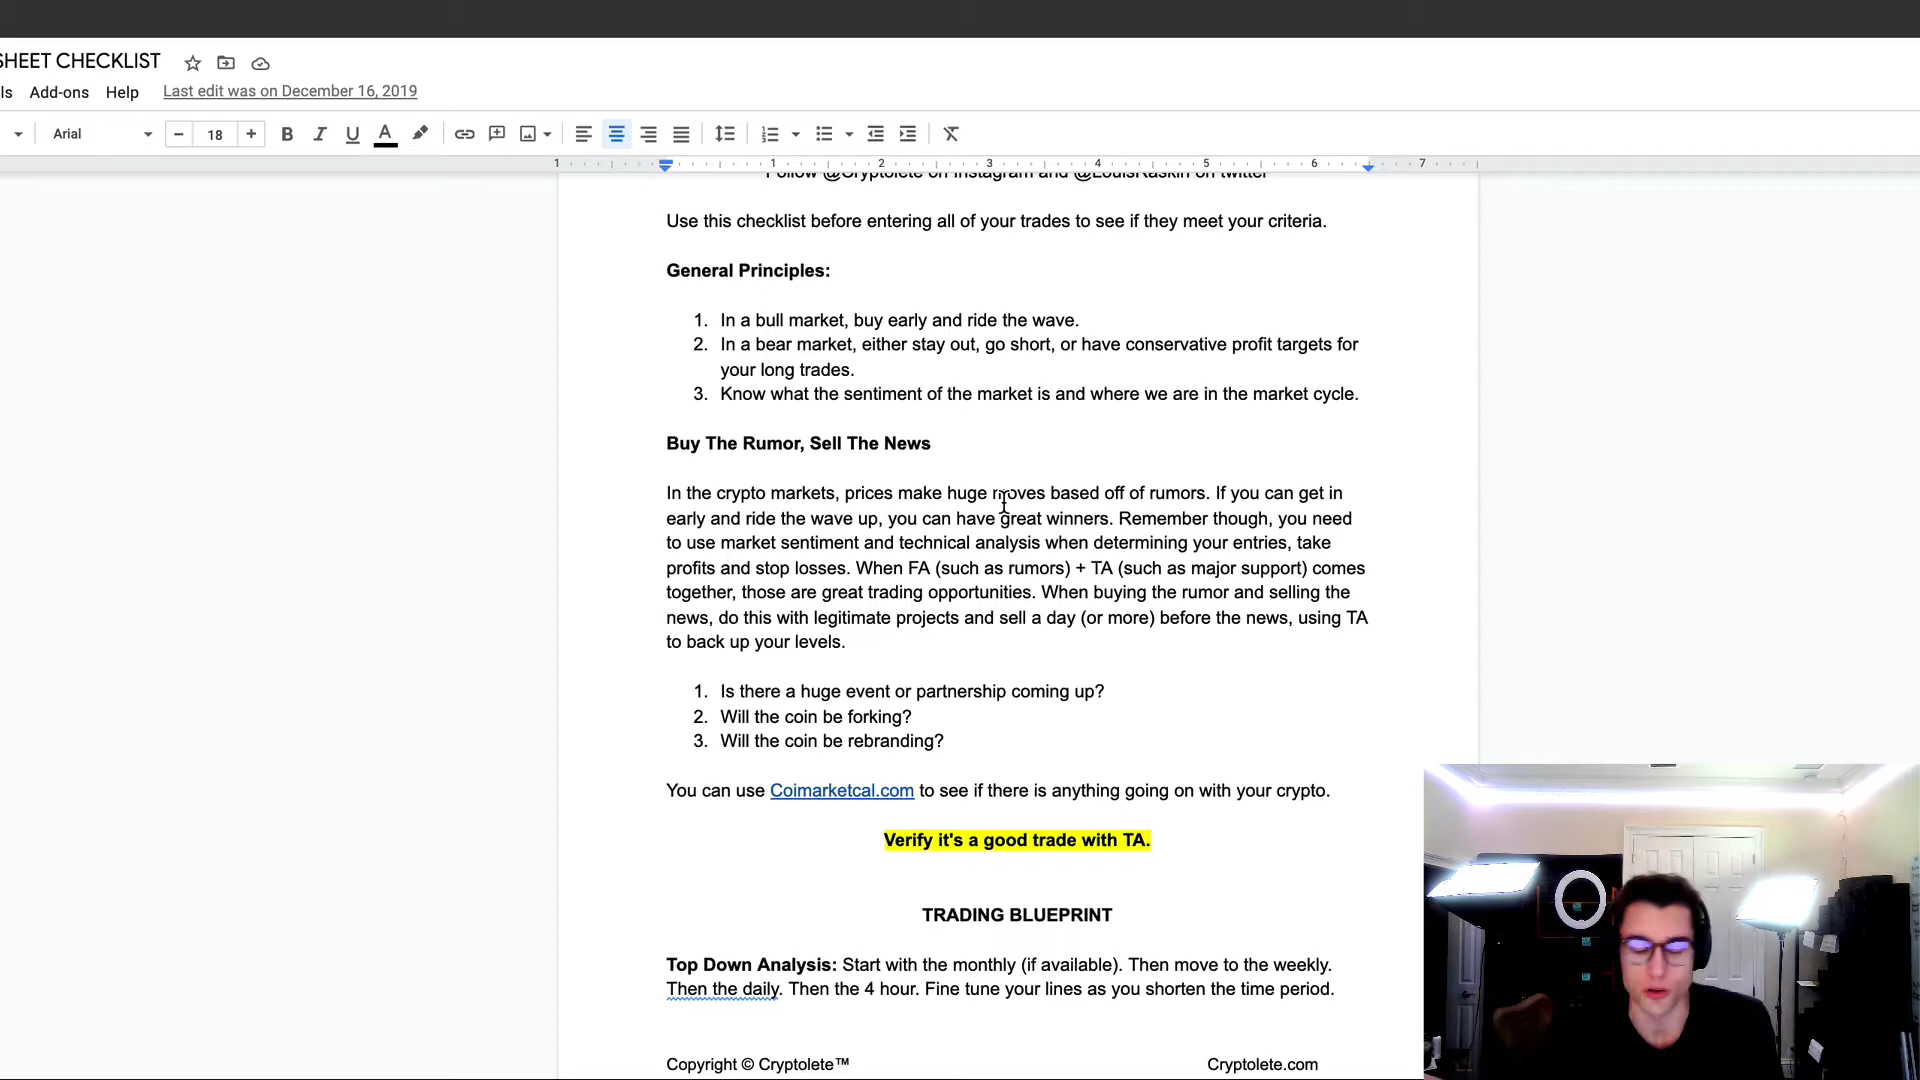 SHEET CHECKLIST
ls Add-ons Help Last edit was on December 16, 2019
Arial 18 B I U A
1 1 2 3 4 5 6 7
Follow @Cryptolete on Instagram and @LouisRaskin on twitter
Use this checklist before entering all of your trades to see if they meet your criteria.
General Principles:
1. In a bull market, buy early and ride the wave.
2. In a bear market, either stay out, go short, or have conservative profit targets for
your long trades.
3. Know what the sentiment of the market is and where we are in the market cycle.
Buy The Rumor, Sell The News
In the crypto markets, prices make huge moves based off of rumors. If you can get in
early and ride the wave up, you can have great winners. Remember though, you need
to use market sentiment and technical analysis when determining your entries, take
profits and stop losses. When FA (such as rumors) + TA (such as major support) comes
together, those are great trading opportunities. When buying the rumor and selling the
news, do this with legitimate projects and sell a day (or more) before the news, using TA
to back up your levels.
1. Is there a huge event or partnership coming up?
2. Will the coin be forking?
3. Will the coin be rebranding?
You can use Coimarketcal.com to see if there is anything going on with your crypto.
Verify it's a good trade with TA.
TRADING BLUEPRINT
Top Down Analysis: Start with the monthly (if available). Then move to the weekly.
Then the daily. Then the 4 hour. Fine tune your lines as you shorten the time period.
Copyright © Cryptolete™ Cryptolete.com